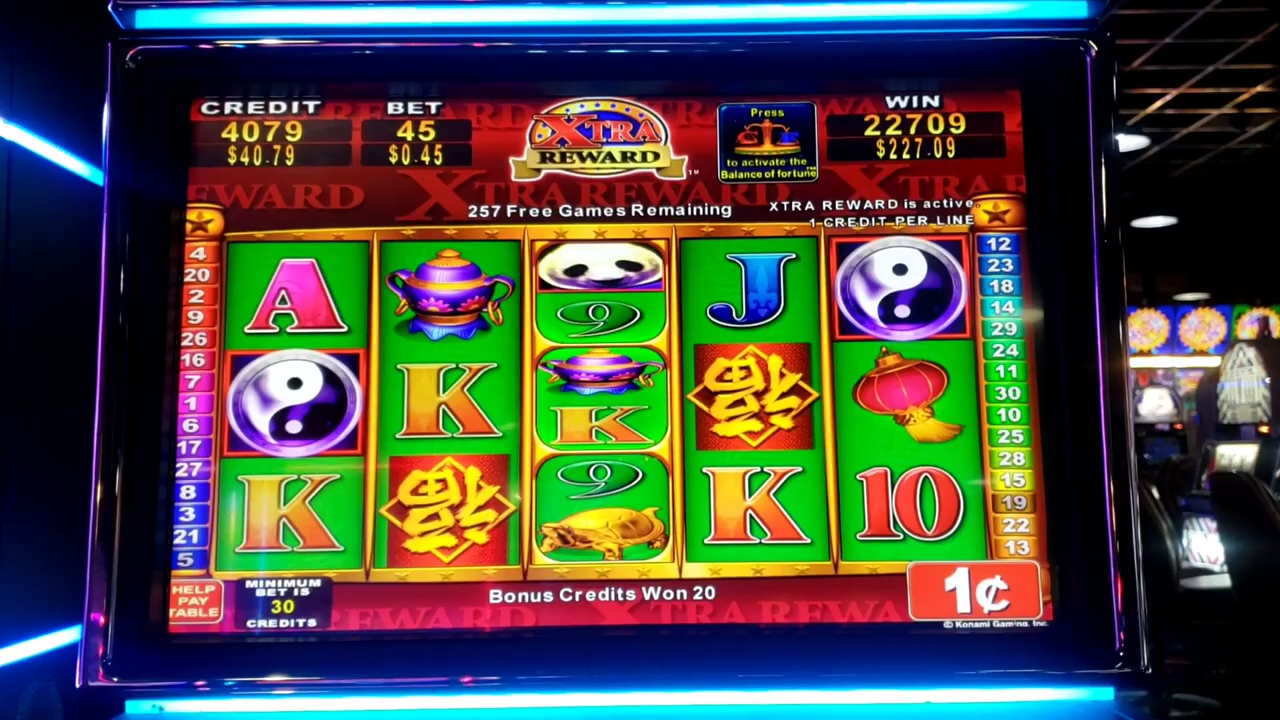 CREDIT
4079
$40.79
BET
45
$0.45
XTRA
REWARD
™
Press
to activate the
Balance of fortune™
WIN
22709
$227.09
257 Free Games Remaining
XTRA REWARD is active.
1 CREDIT PER LINE
4
20
2
9
26
16
7
1
6
17
27
8
3
21
5
A
J
9
K
K
福
福
9
K
K
10
12
23
18
14
29
24
11
30
10
25
28
15
19
22
13
HELP
PAY
TABLE
MINIMUM
BET IS
30
CREDITS
Bonus Credits Won 20
1¢
© Konami Gaming, Inc.